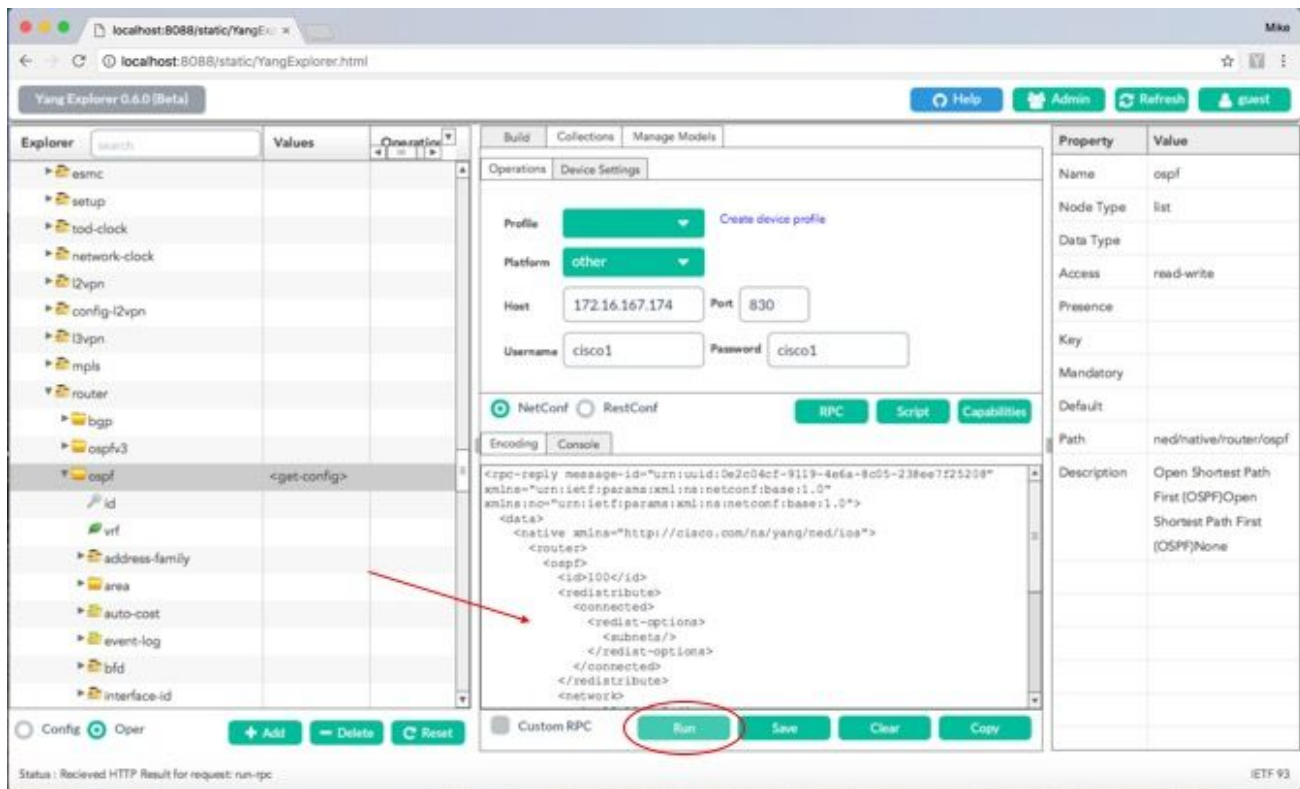 localhost:8088/static/YangEx
Mike
localhost:8088/static/YangExplorer.html
Yang Explorer 0.6.0 (Beta)
Help
Admin
Refresh
guest
Explorer
search
Values
Operation
esmc
setup
tod-clock
network-clock
l2vpn
config-l2vpn
l3vpn
mpls
router
bgp
ospfv3
ospf <get-config>
id
vrf
address-family
area
auto-cost
event-log
bfd
interface-id
Config Oper
Add
Delete
Reset
Build Collections Manage Models
Operations Device Settings
Profile Create device profile
Platform other
Host 172.16.167.174 Port 830
Username cisco1 Password cisco1
NetConf RestConf RPC Script Capabilities
Encoding Console
<rpc-reply message-id="urn:uuid:0e2c04cf-9119-4e6a-8c05-238ee7f25208"
xmlns="urn:ietf:params:xml:ns:netconf:base:1.0"
xmlns:nc="urn:ietf:params:xml:ns:netconf:base:1.0">
<data>
<native xmlns="http://cisco.com/ns/yang/ned/ios">
<router>
<ospf>
<id>100</id>
<redistribute>
<connected>
<redist-options>
<subnets/>
</redist-options>
</connected>
</redistribute>
<network>
Custom RPC Run Save Clear Copy
Property Value
Name ospf
Node Type list
Data Type
Access read-write
Presence
Key
Mandatory
Default
Path ned/native/router/ospf
Description Open Shortest Path
First (OSPF)Open
Shortest Path First
(OSPF)None
Status : Recieved HTTP Result for request: run-rpc
IETF 93